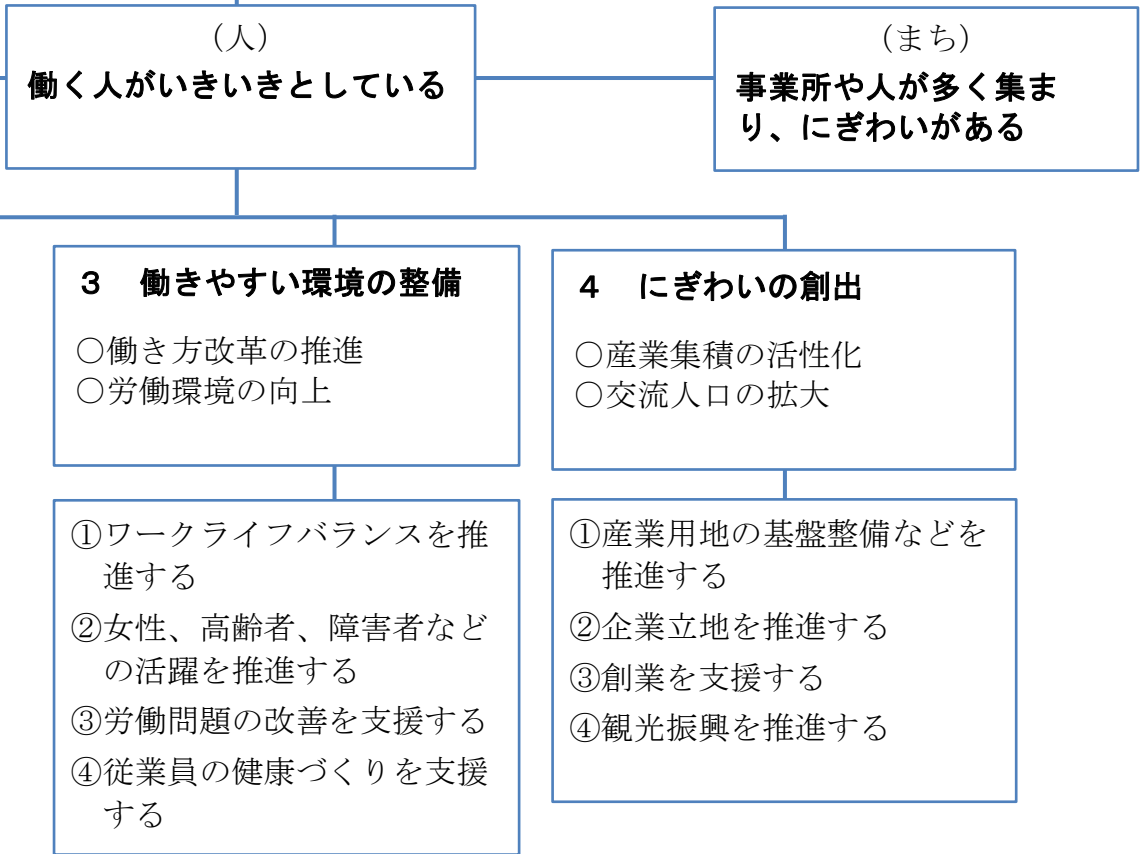 （人）
働く人がいきいきとしている
（まち）
事業所や人が多く集ま
り、にぎわいがある
３　働きやすい環境の整備
○働き方改革の推進
○労働環境の向上
４　にぎわいの創出
○産業集積の活性化
○交流人口の拡大
①ワークライフバランスを推
進する
②女性、高齢者、障害者など
の活躍を推進する
③労働問題の改善を支援する
④従業員の健康づくりを支援
する
①産業用地の基盤整備などを
推進する
②企業立地を推進する
③創業を支援する
④観光振興を推進する